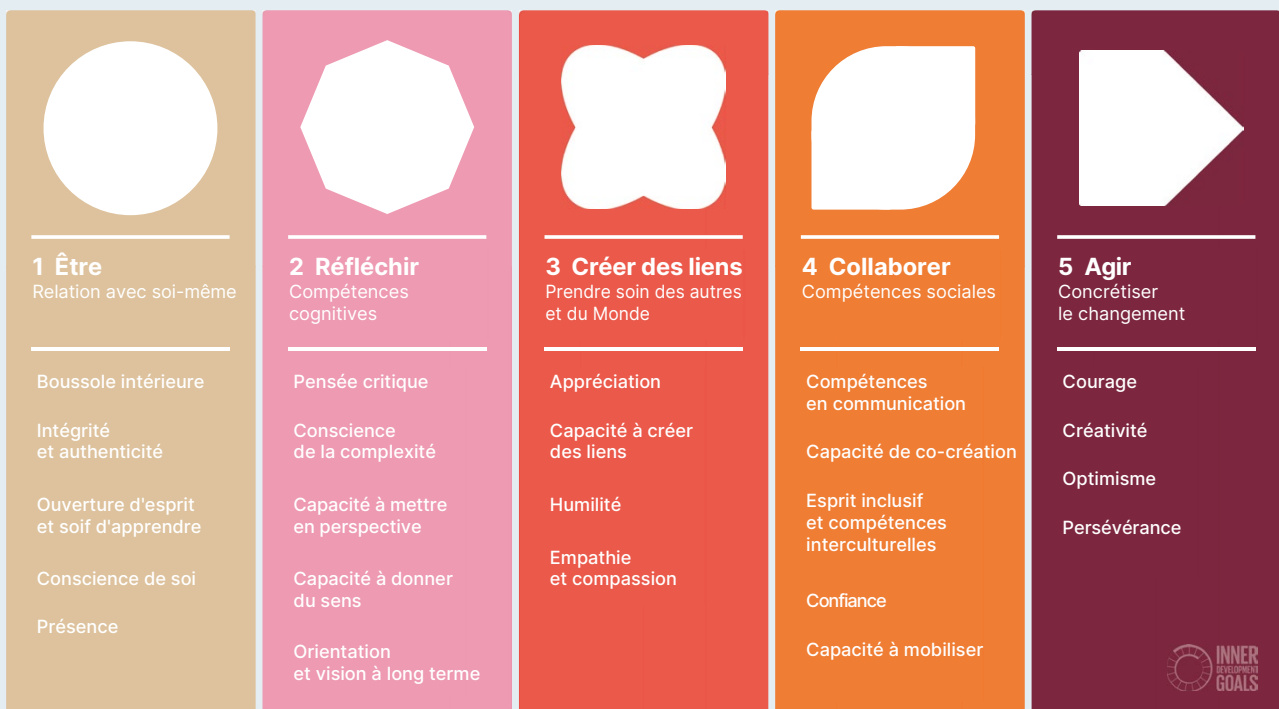 1 Être
Relation avec soi-même
Boussole intérieure
Intégrité
et authenticité
Ouverture d'esprit
et soif d'apprendre
Conscience de soi
Présence
2 Réfléchir
Compétences
cognitives
Pensée critique
Conscience
de la complexité
Capacité à mettre
en perspective
Capacité à donner
du sens
Orientation
et vision à long terme
3 Créer des liens
Prendre soin des autres
et du Monde
Appréciation
Capacité à créer
des liens
Humilité
Empathie
et compassion
4 Collaborer
Compétences sociales
Compétences
en communication
Capacité de co-création
Esprit inclusif
et compétences
interculturelles
Confiance
Capacité à mobiliser
5 Agir
Concrétiser
le changement
Courage
Créativité
Optimisme
Persévérance
INNER
DEVELOPMENT
GOALS